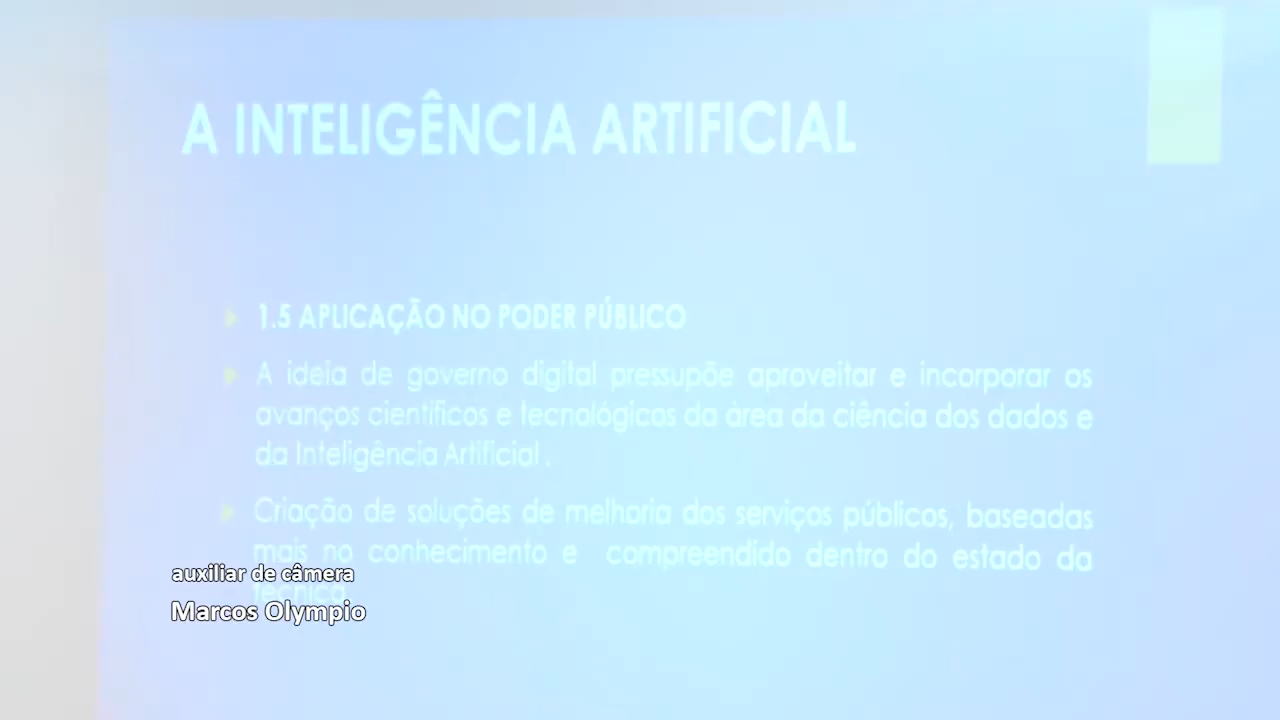 A INTELIGÊNCIA ARTIFICIAL
1.5 APLICAÇÃO NO PODER PÚBLICO
A ideia de governo digital pressupõe aproveitar e incorporar os
avanços científicos e tecnológicos da área da ciência dos dados e
da Inteligência Artificial .
Criação de soluções de melhoria dos serviços públicos, baseadas
mais no conhecimento e compreendido dentro do estado da
técnica.
auxiliar de câmera
Marcos Olympio